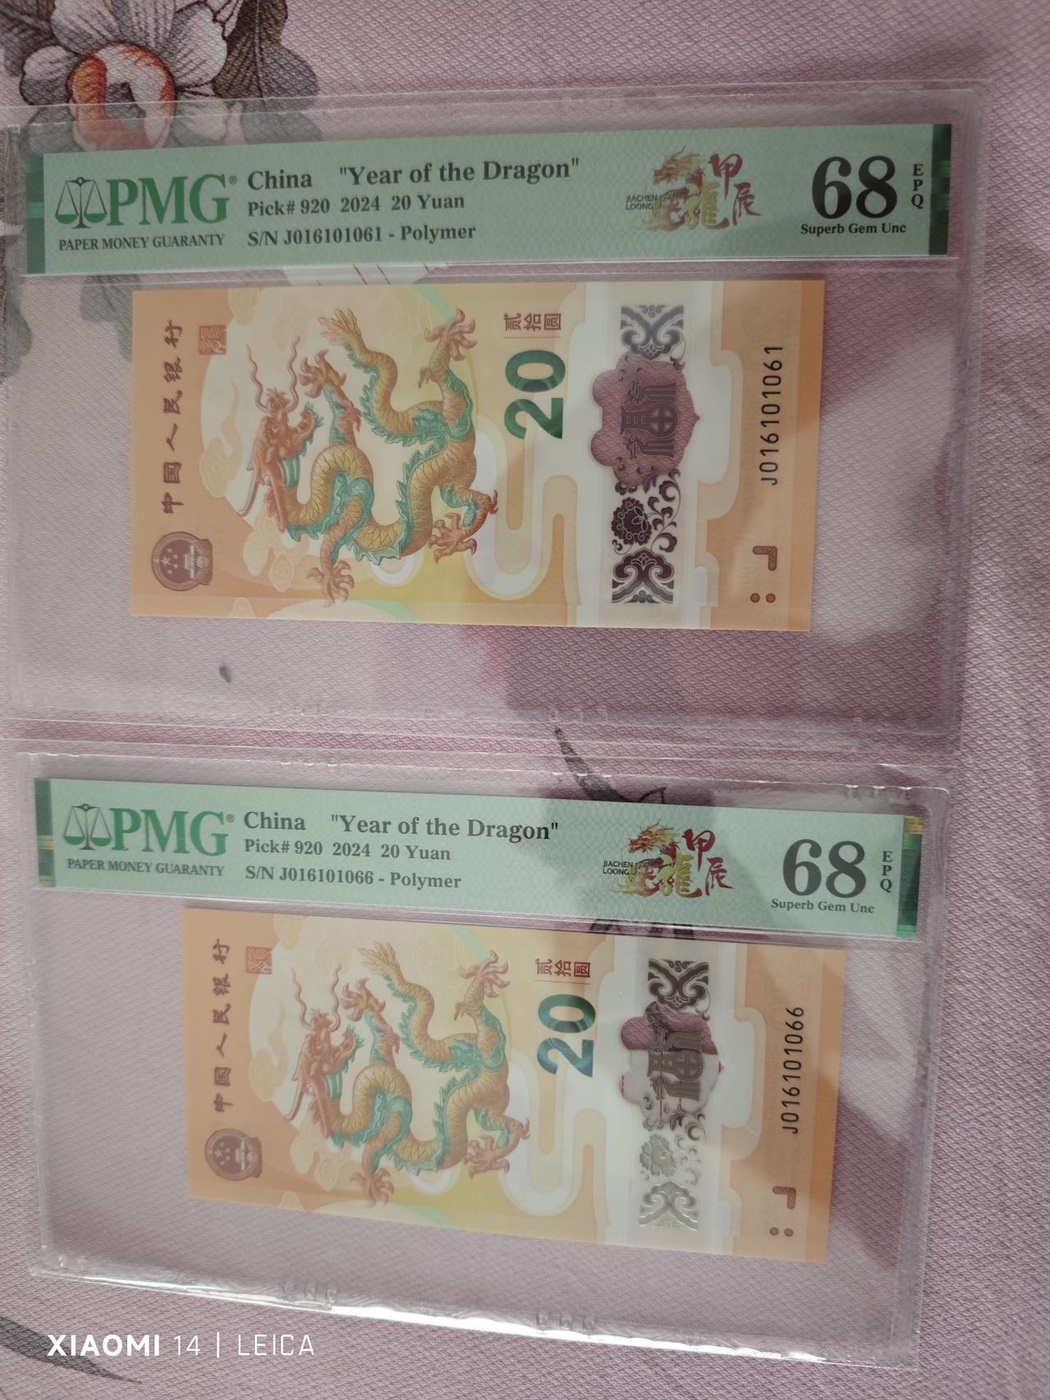 PMG®
PAPER MONEY GUARANTY
China "Year of the Dragon"
Pick# 920 2024 20 Yuan
S/N J016101061 - Polymer
JIACHEN
LOONG
甲辰
68
EPQ
Superb Gem Unc
中国人民银行
贰拾圆
20
福
J016101061
PMG®
PAPER MONEY GUARANTY
China "Year of the Dragon"
Pick# 920 2024 20 Yuan
S/N J016101066 - Polymer
JIACHEN
LOONG
甲辰
68
EPQ
Superb Gem Unc
中国人民银行
贰拾圆
20
福
J016101066
XIAOMI 14 | LEICA